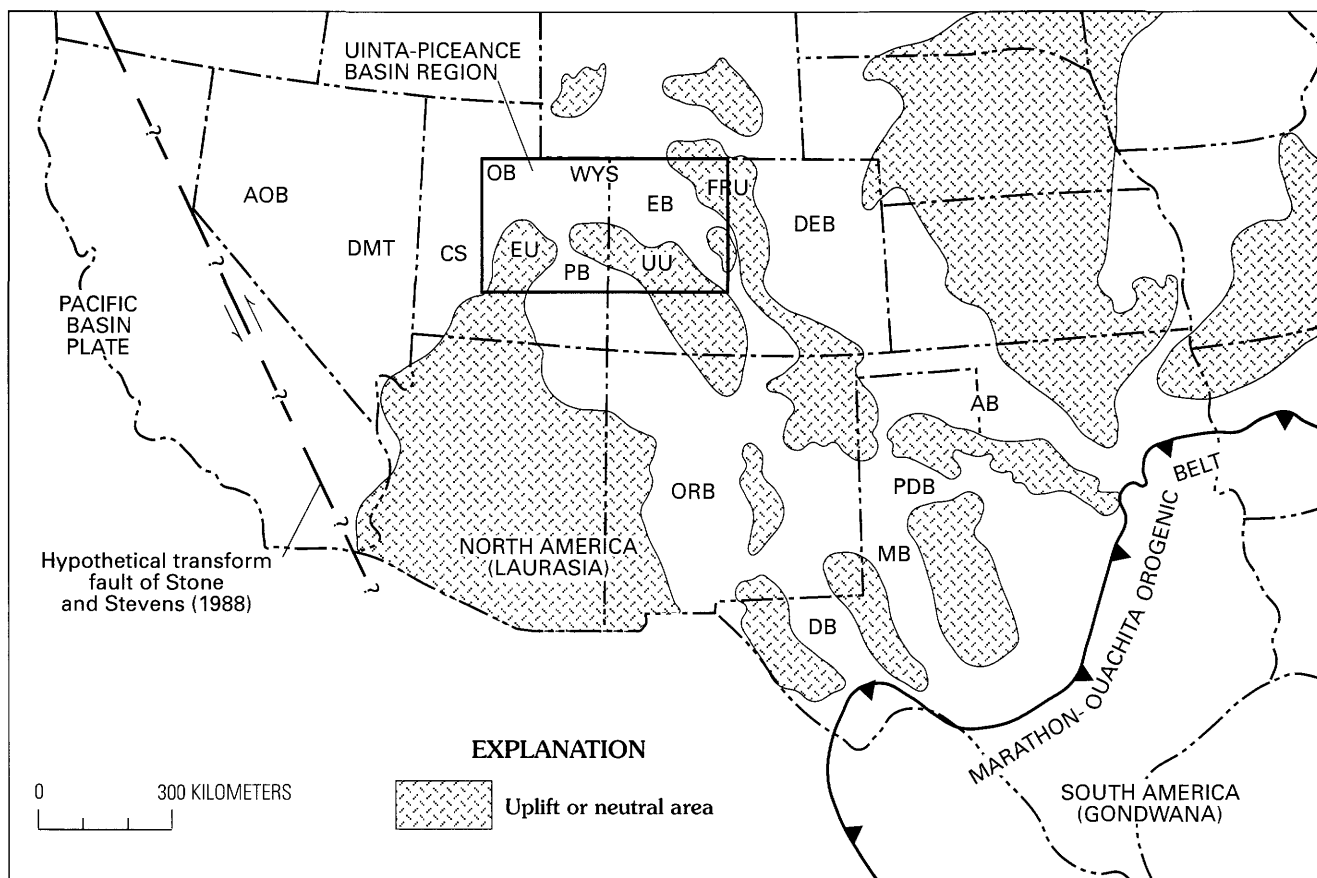 UINTA-PICEANCE
BASIN REGION
?
OB
WYS
FRU
AOB
EB
DEB
DMT
CS
EU
PB
UU
?
PACIFIC
BASIN
PLATE
?
AB
BELT
ORB
PDB
?
NORTH AMERICA
(LAURASIA)
MB
Hypothetical transform
fault of Stone
and Stevens (1988)
?
DB
MARATHON-OUACHITA OROGENIC
EXPLANATION
0 300 KILOMETERS
Uplift or neutral area
SOUTH AMERICA
(GONDWANA)